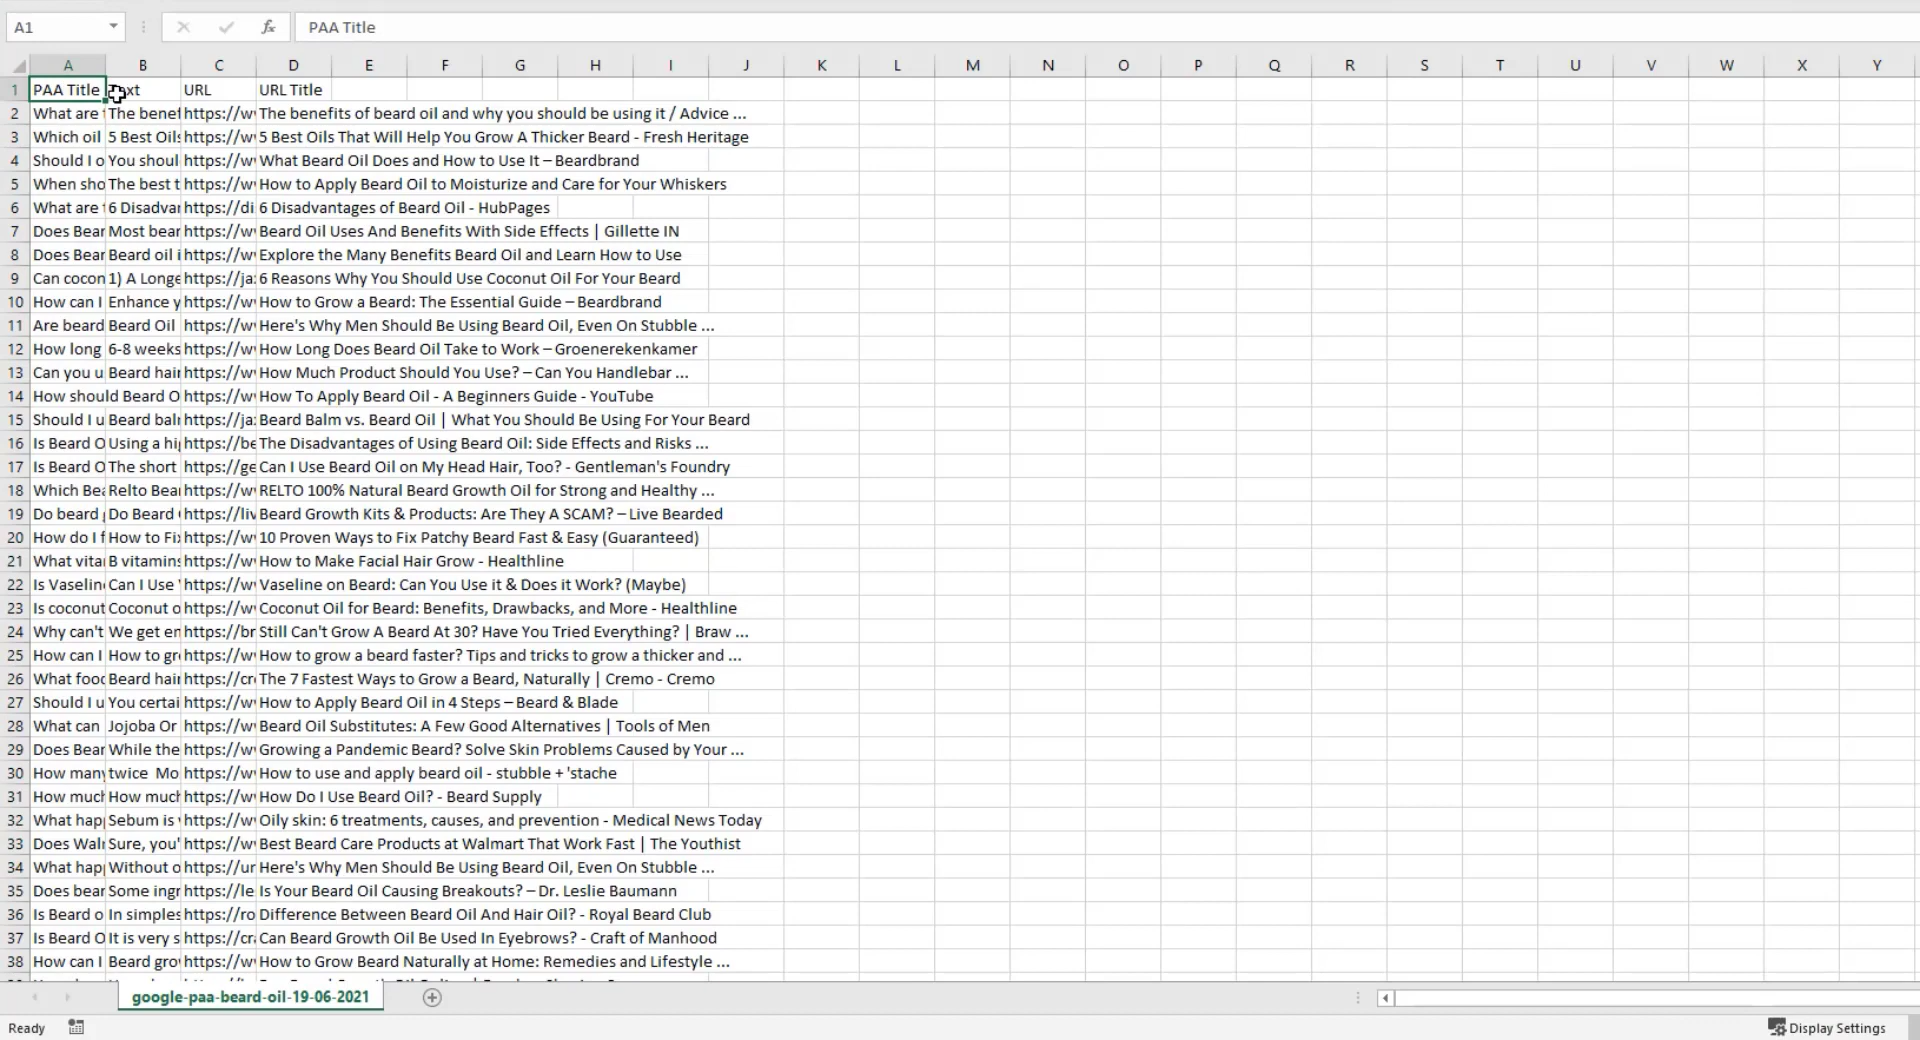 A1 fx PAA Title
A B C D E F G H I J K L M N O P Q R S T U V W X Y
1 PAA Title ext URL URL Title
2 What are The benef https://w The benefits of beard oil and why you should be using it / Advice ...
3 Which oil 5 Best Oils https://w 5 Best Oils That Will Help You Grow A Thicker Beard - Fresh Heritage
4 Should I o You shoul https://w What Beard Oil Does and How to Use It – Beardbrand
5 When sho The best t https://w How to Apply Beard Oil to Moisturize and Care for Your Whiskers
6 What are 6 Disadvan https://di 6 Disadvantages of Beard Oil - HubPages
7 Does Bear Most bear https://w Beard Oil Uses And Benefits With Side Effects | Gillette IN
8 Does Bear Beard oil i https://w Explore the Many Benefits Beard Oil and Learn How to Use
9 Can cocon 1) A Longe https://ja 6 Reasons Why You Should Use Coconut Oil For Your Beard
10 How can I Enhance y https://w How to Grow a Beard: The Essential Guide – Beardbrand
11 Are beard Beard Oil https://w Here's Why Men Should Be Using Beard Oil, Even On Stubble ...
12 How long 6-8 weeks https://w How Long Does Beard Oil Take to Work – Groenerekenkamer
13 Can you u Beard hair https://w How Much Product Should You Use? – Can You Handlebar ...
14 How should Beard O https://w How To Apply Beard Oil - A Beginners Guide - YouTube
15 Should I u Beard balm https://ja Beard Balm vs. Beard Oil | What You Should Be Using For Your Beard
16 Is Beard O Using a hig https://be The Disadvantages of Using Beard Oil: Side Effects and Risks ...
17 Is Beard O The short https://ge Can I Use Beard Oil on My Head Hair, Too? - Gentleman's Foundry
18 Which Bea Relto Bear https://w RELTO 100% Natural Beard Growth Oil for Strong and Healthy ...
19 Do beard Do Beard https://liv Beard Growth Kits & Products: Are They A SCAM? – Live Bearded
20 How do I f How to Fix https://w 10 Proven Ways to Fix Patchy Beard Fast & Easy (Guaranteed)
21 What vita B vitamins https://w How to Make Facial Hair Grow - Healthline
22 Is Vaseline Can I Use https://w Vaseline on Beard: Can You Use it & Does it Work? (Maybe)
23 Is coconut Coconut o https://w Coconut Oil for Beard: Benefits, Drawbacks, and More - Healthline
24 Why can't We get en https://br Still Can't Grow A Beard At 30? Have You Tried Everything? | Braw ...
25 How can I How to gr https://w How to grow a beard faster? Tips and tricks to grow a thicker and ...
26 What food Beard hair https://cr The 7 Fastest Ways to Grow a Beard, Naturally | Cremo - Cremo
27 Should I u You certai https://w How to Apply Beard Oil in 4 Steps – Beard & Blade
28 What can Jojoba Or https://w Beard Oil Substitutes: A Few Good Alternatives | Tools of Men
29 Does Bear While the https://w Growing a Pandemic Beard? Solve Skin Problems Caused by Your ...
30 How many twice Mo https://w How to use and apply beard oil - stubble + 'stache
31 How much How much https://w How Do I Use Beard Oil? - Beard Supply
32 What hap Sebum is https://w Oily skin: 6 treatments, causes, and prevention - Medical News Today
33 Does Wal Sure, you' https://w Best Beard Care Products at Walmart That Work Fast | The Youthist
34 What hap Without o https://ur Here's Why Men Should Be Using Beard Oil, Even On Stubble ...
35 Does bear Some ingr https://le Is Your Beard Oil Causing Breakouts? – Dr. Leslie Baumann
36 Is Beard o In simples https://ro Difference Between Beard Oil And Hair Oil? - Royal Beard Club
37 Is Beard O It is very s https://cr Can Beard Growth Oil Be Used In Eyebrows? - Craft of Manhood
38 How can I Beard gro https://w How to Grow Beard Naturally at Home: Remedies and Lifestyle ...
google-paa-beard-oil-19-06-2021
Ready Display Settings